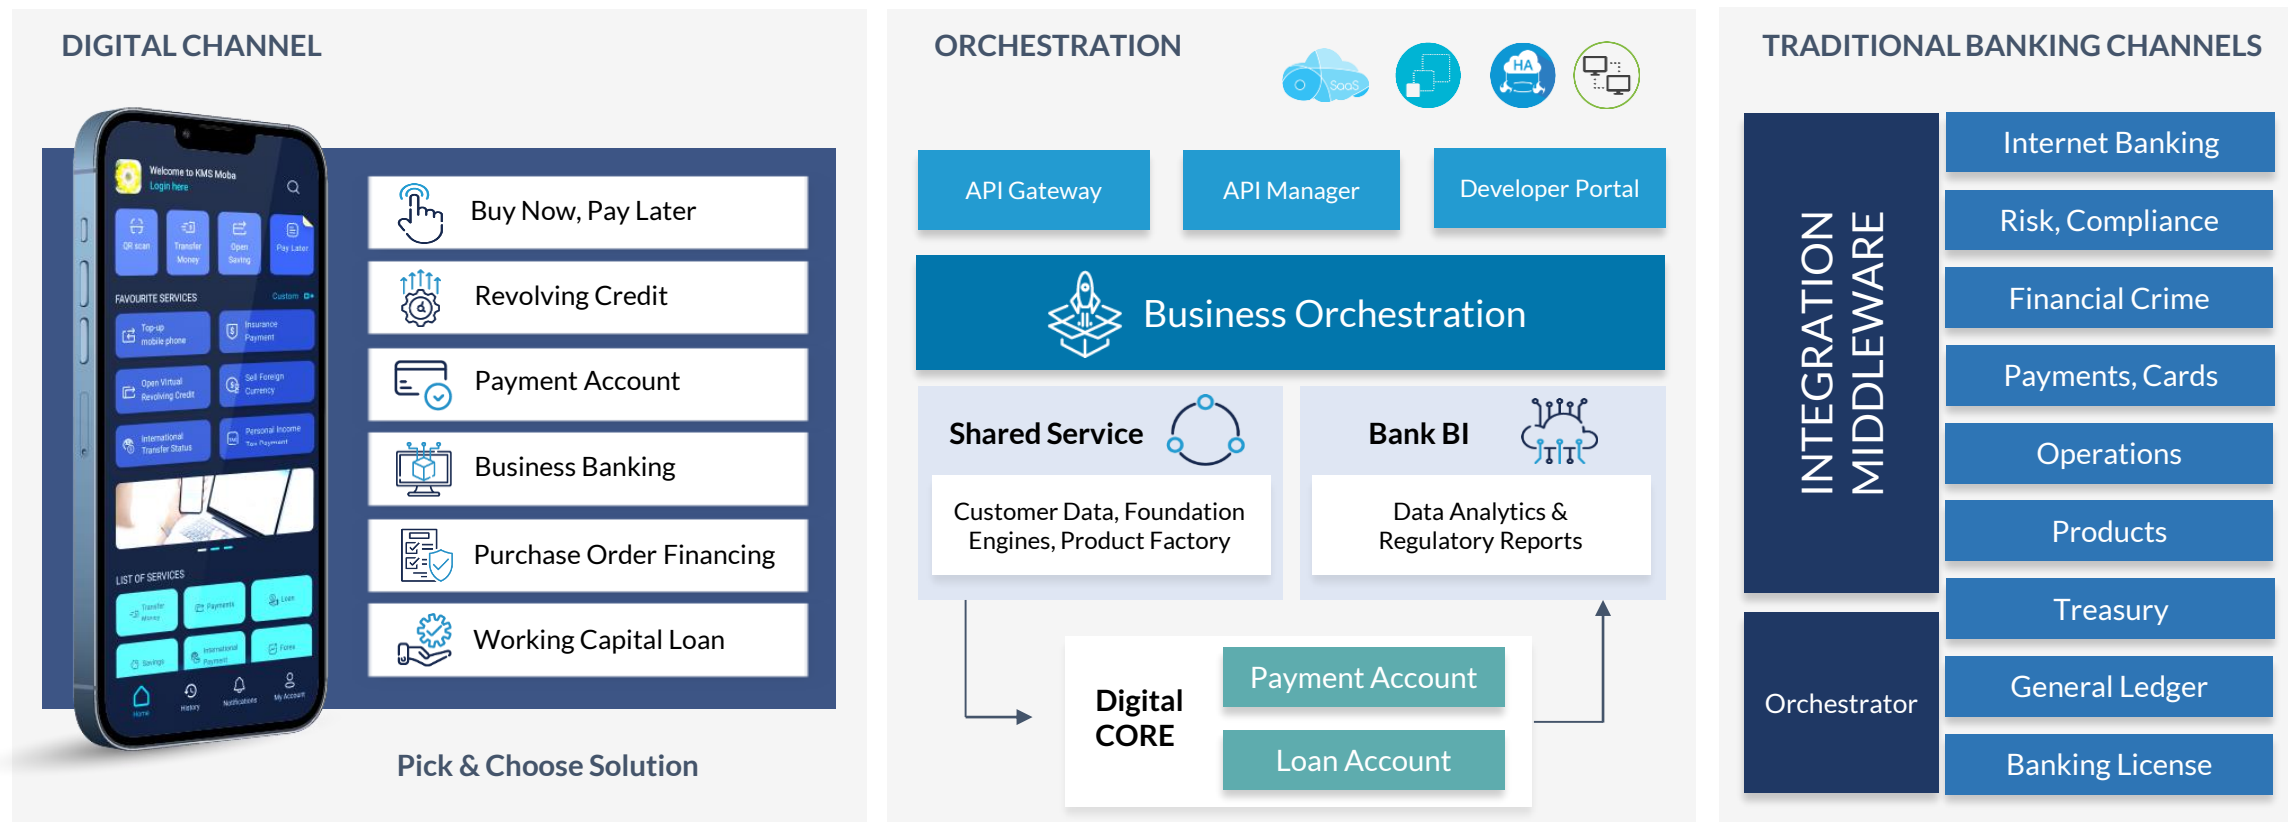 DIGITAL CHANNEL
Welcome to KMS Moba
Login here
QR scan
Transfer
Money
Open
Saving
Pay Later
FAVOURITE SERVICES
Custom
Top-up
mobile phone
Insurance
Payment
Open Virtual
Revolving Credit
Sell Foreign
Currency
International
Transfer Status
Personal Income
Tax Payment
LIST OF SERVICES
Transfer
Money
Payments
Loan
Savings
International
Payment
Forex
Home
History
Notifications
My Account
Buy Now, Pay Later
Revolving Credit
Payment Account
Business Banking
Purchase Order Financing
Working Capital Loan
Pick & Choose Solution
ORCHESTRATION
SaaS
HA
API Gateway
API Manager
Developer Portal
Business Orchestration
Shared Service
Customer Data, Foundation
Engines, Product Factory
Bank BI
Data Analytics &
Regulatory Reports
Digital
CORE
Payment Account
Loan Account
TRADITIONAL BANKING CHANNELS
INTEGRATION
MIDDLEWARE
Orchestrator
Internet Banking
Risk, Compliance
Financial Crime
Payments, Cards
Operations
Products
Treasury
General Ledger
Banking License